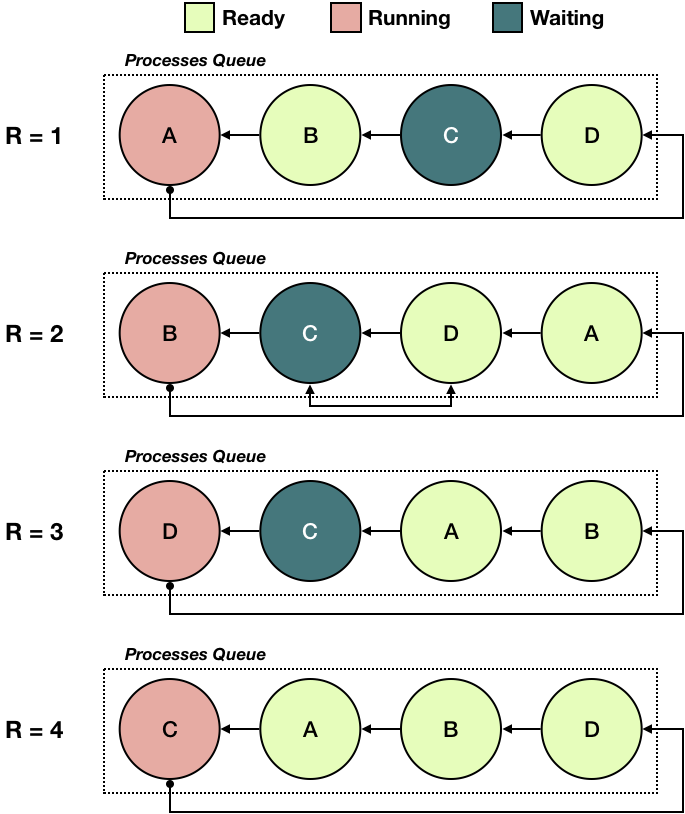 Ready Running Waiting
Processes Queue
R = 1 A B C D
Processes Queue
R = 2 B C D A
Processes Queue
R = 3 D C A B
Processes Queue
R = 4 C A B D